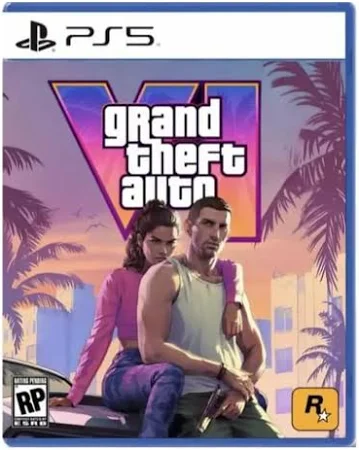 PS5
VI
grand
theft
auto
RATING PENDING
RP
ESRB
R